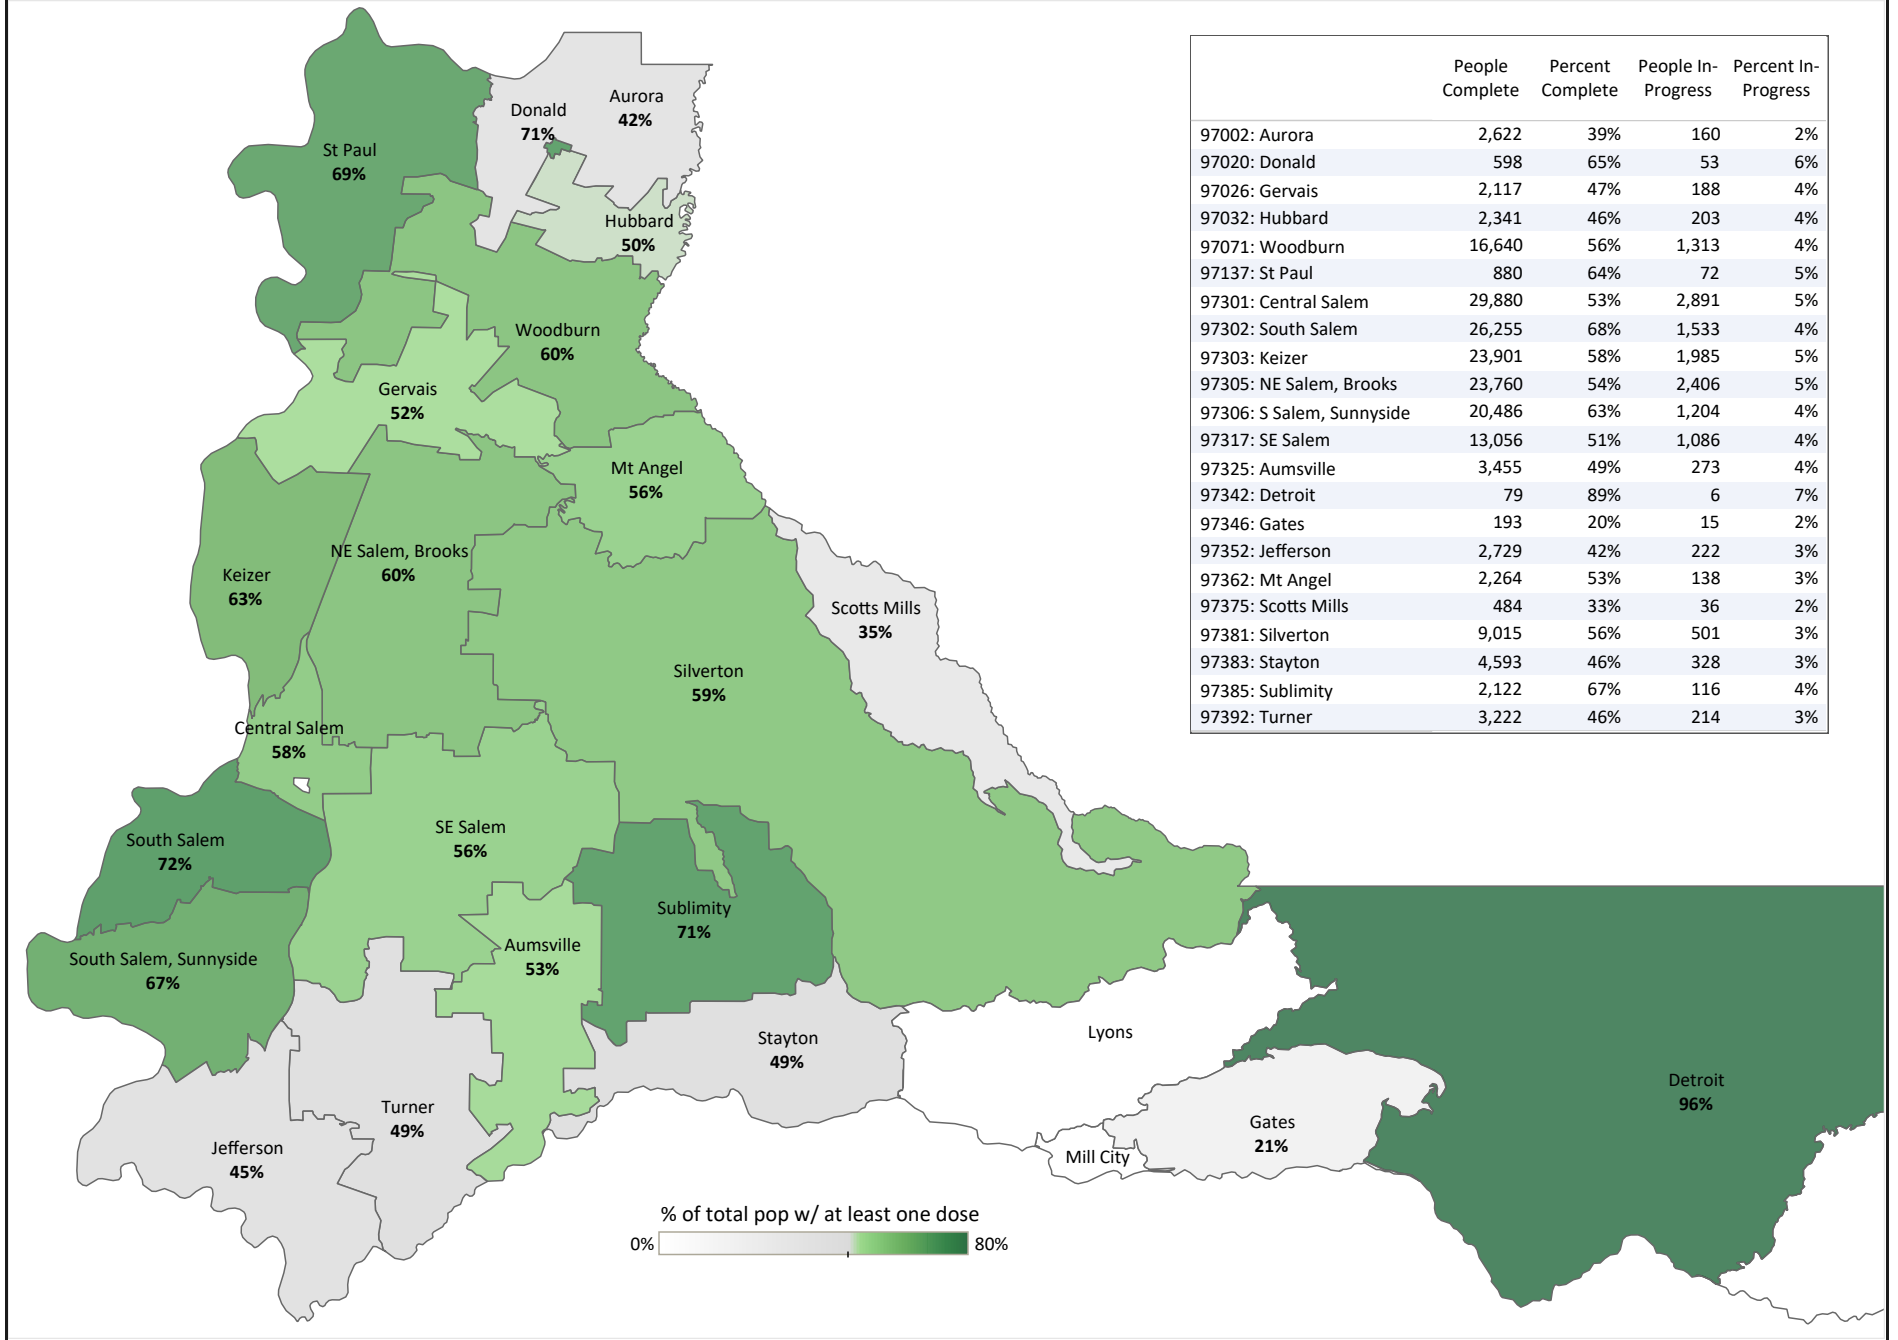 Donald
71%
Aurora
42%
St Paul
69%
Hubbard
50%
Woodburn
60%
Gervais
52%
Mt Angel
56%
NE Salem, Brooks
60%
Keizer
63%
Scotts Mills
35%
Silverton
59%
Central Salem
58%
SE Salem
56%
South Salem
72%
Sublimity
71%
Aumsville
53%
South Salem, Sunnyside
67%
Stayton
49%
Lyons
Detroit
96%
Turner
49%
Gates
21%
Jefferson
45%
Mill City
% of total pop w/ at least one dose
0% 80%
People Complete Percent Complete People In-Progress Percent In-Progress
97002: Aurora 2,622 39% 160 2%
97020: Donald 598 65% 53 6%
97026: Gervais 2,117 47% 188 4%
97032: Hubbard 2,341 46% 203 4%
97071: Woodburn 16,640 56% 1,313 4%
97137: St Paul 880 64% 72 5%
97301: Central Salem 29,880 53% 2,891 5%
97302: South Salem 26,255 68% 1,533 4%
97303: Keizer 23,901 58% 1,985 5%
97305: NE Salem, Brooks 23,760 54% 2,406 5%
97306: S Salem, Sunnyside 20,486 63% 1,204 4%
97317: SE Salem 13,056 51% 1,086 4%
97325: Aumsville 3,455 49% 273 4%
97342: Detroit 79 89% 6 7%
97346: Gates 193 20% 15 2%
97352: Jefferson 2,729 42% 222 3%
97362: Mt Angel 2,264 53% 138 3%
97375: Scotts Mills 484 33% 36 2%
97381: Silverton 9,015 56% 501 3%
97383: Stayton 4,593 46% 328 3%
97385: Sublimity 2,122 67% 116 4%
97392: Turner 3,222 46% 214 3%